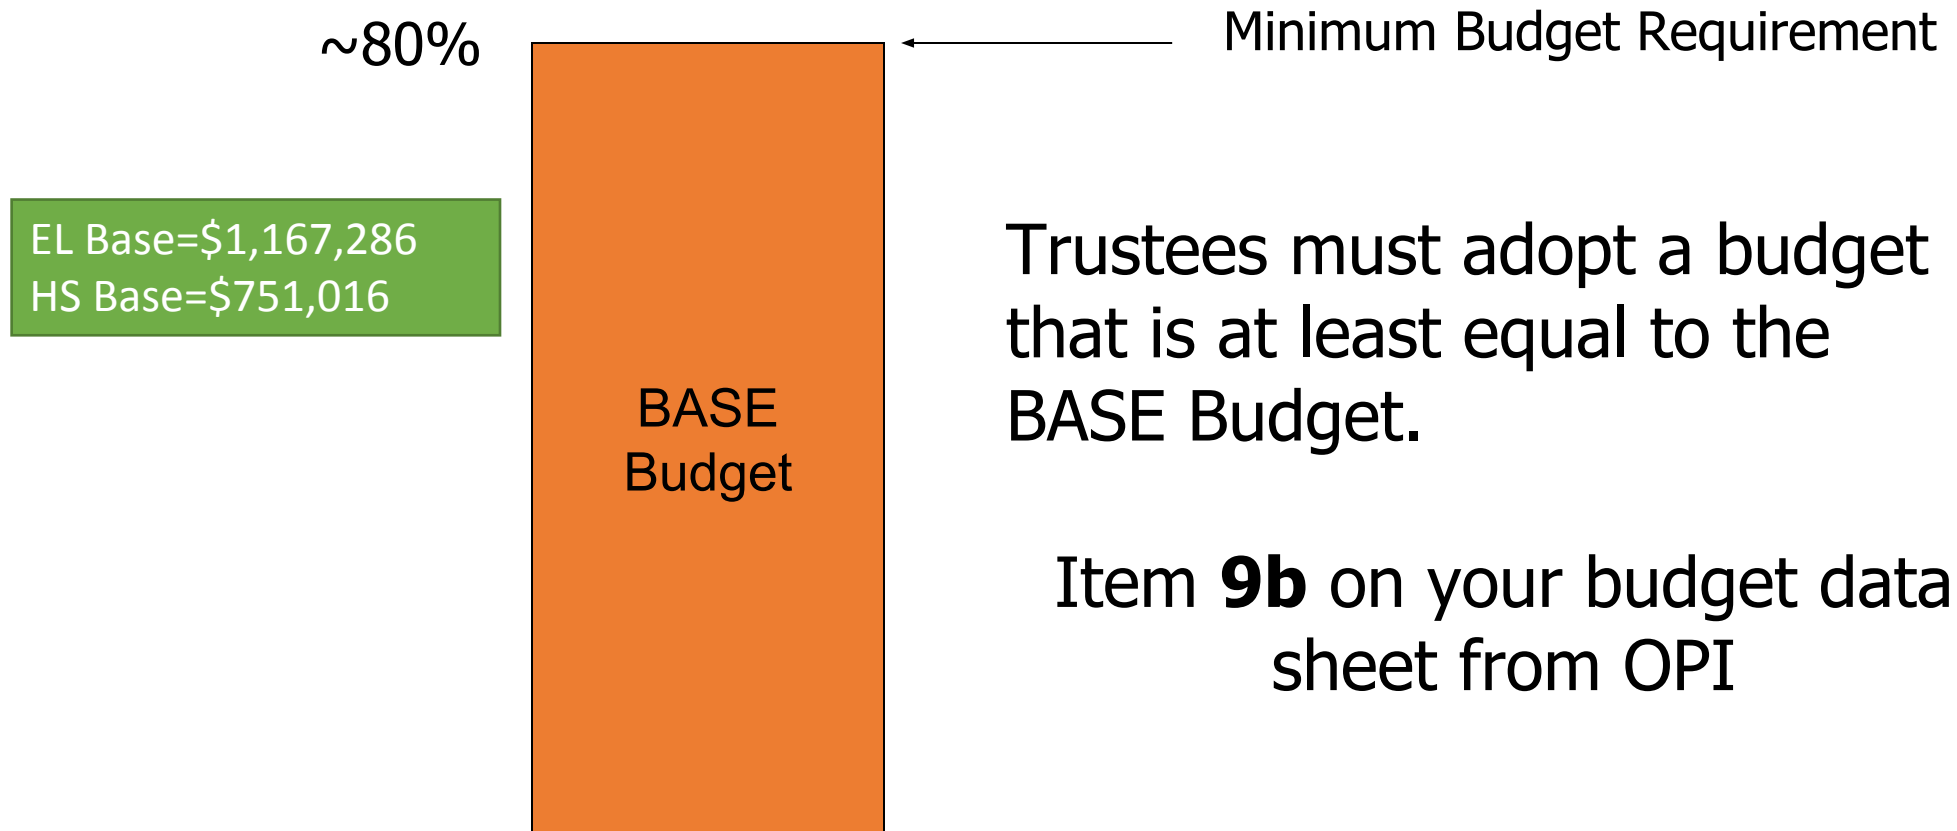 ~80%
Minimum Budget Requirement
EL Base=$1,167,286
HS Base=$751,016
BASE
Budget
Trustees must adopt a budget
that is at least equal to the
BASE Budget.
Item 9b on your budget data
sheet from OPI